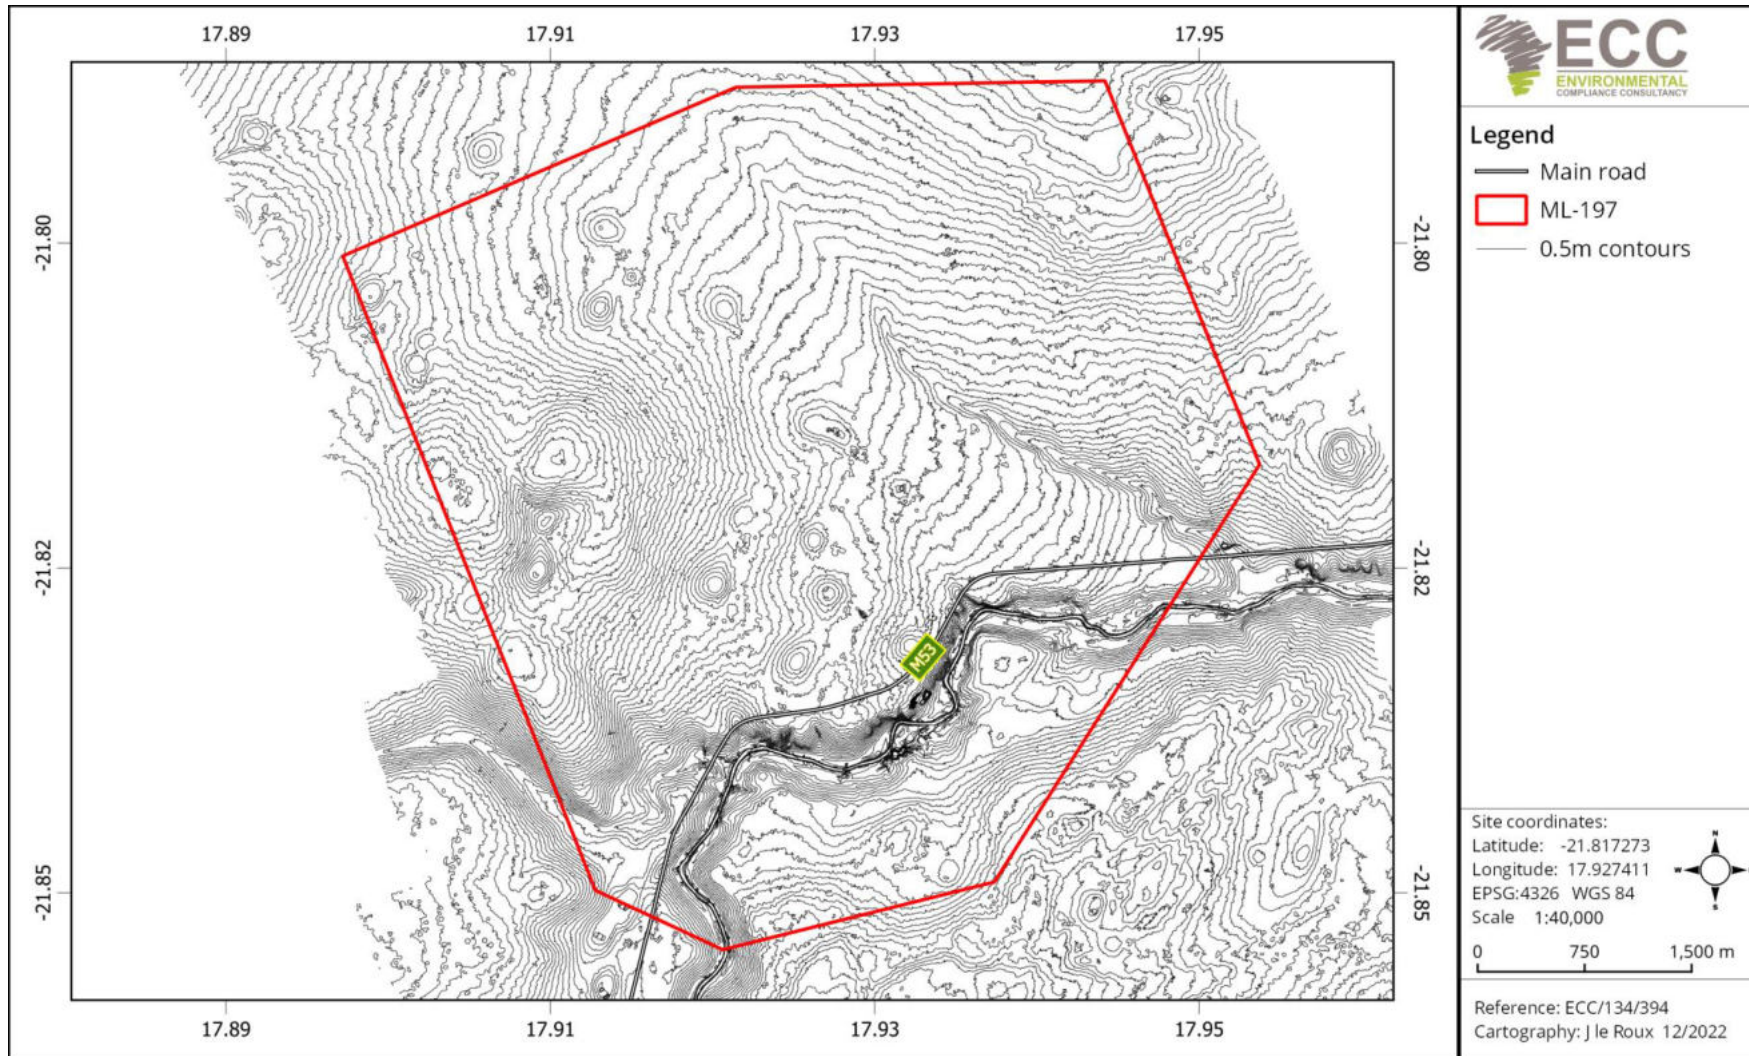 17.89 17.91 17.93 17.95
ECC
ENVIRONMENTAL
COMPLIANCE CONSULTANCY
Legend
Main road
ML-197
0.5m contours
-21.80
-21.80
-21.82
-21.82
M53
-21.85
-21.85
17.89 17.91 17.93 17.95
Site coordinates:
Latitude: -21.817273
Longitude: 17.927411
EPSG:4326 WGS 84
Scale 1:40,000
N
W
S
0 750 1,500 m
Reference: ECC/134/394
Cartography: J le Roux 12/2022